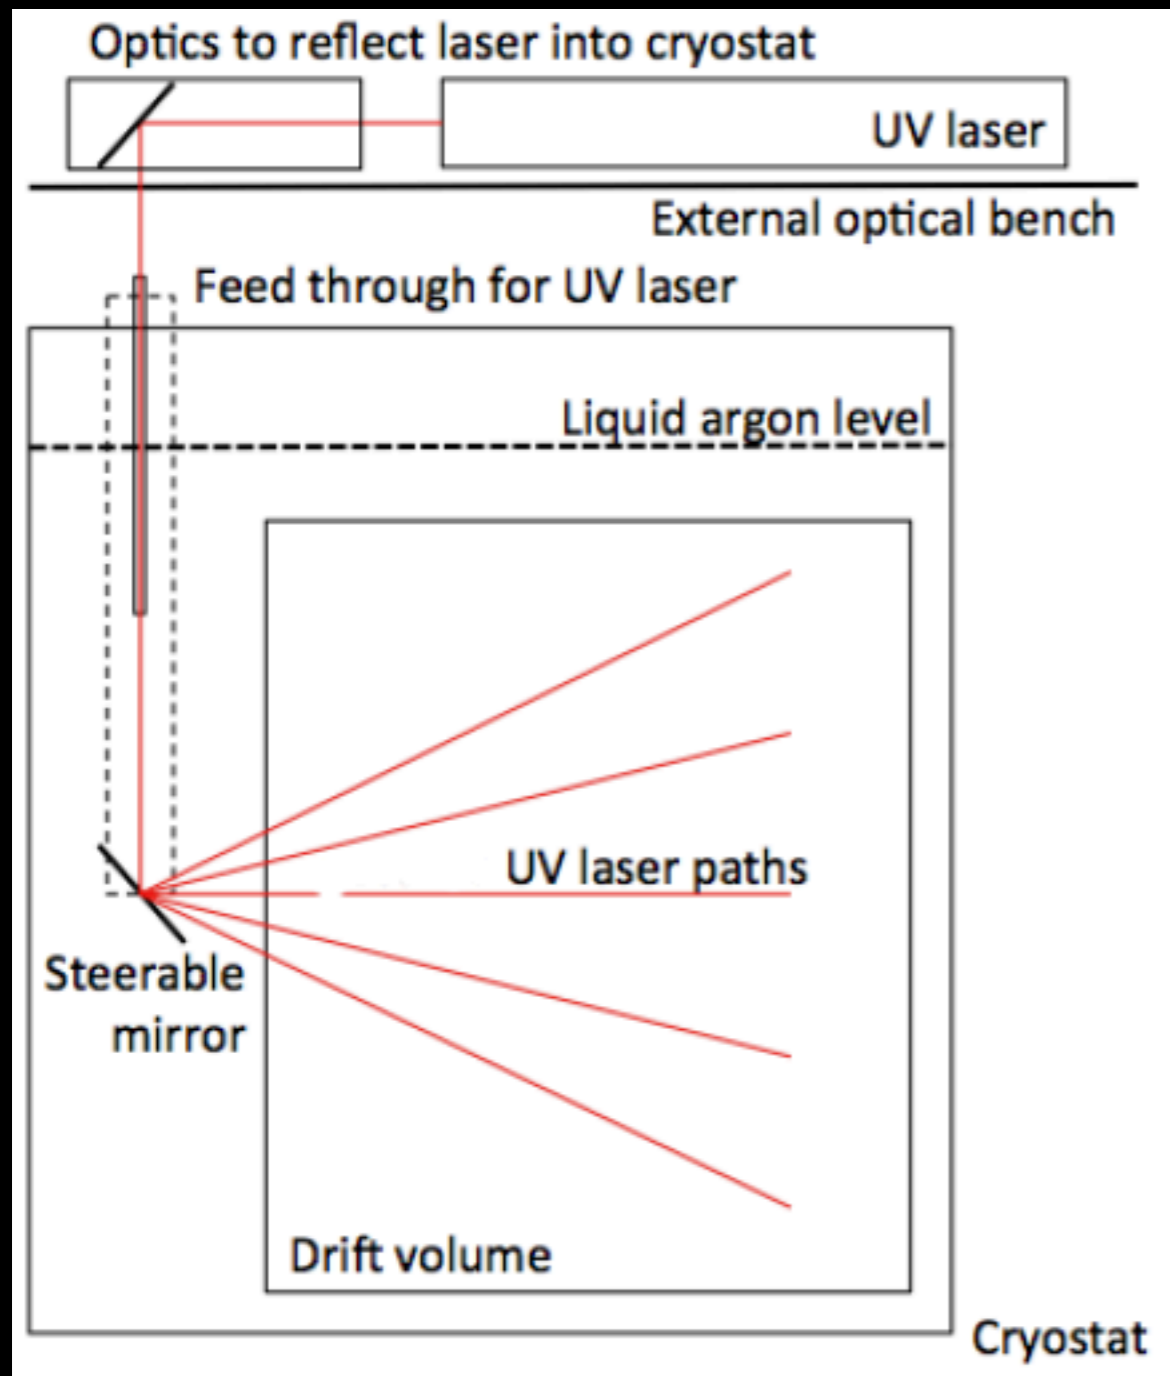 Optics to reflect laser into cryostat
UV laser
External optical bench
Feed through for UV laser
Liquid argon level
UV laser paths
Steerable
mirror
Drift volume
Cryostat